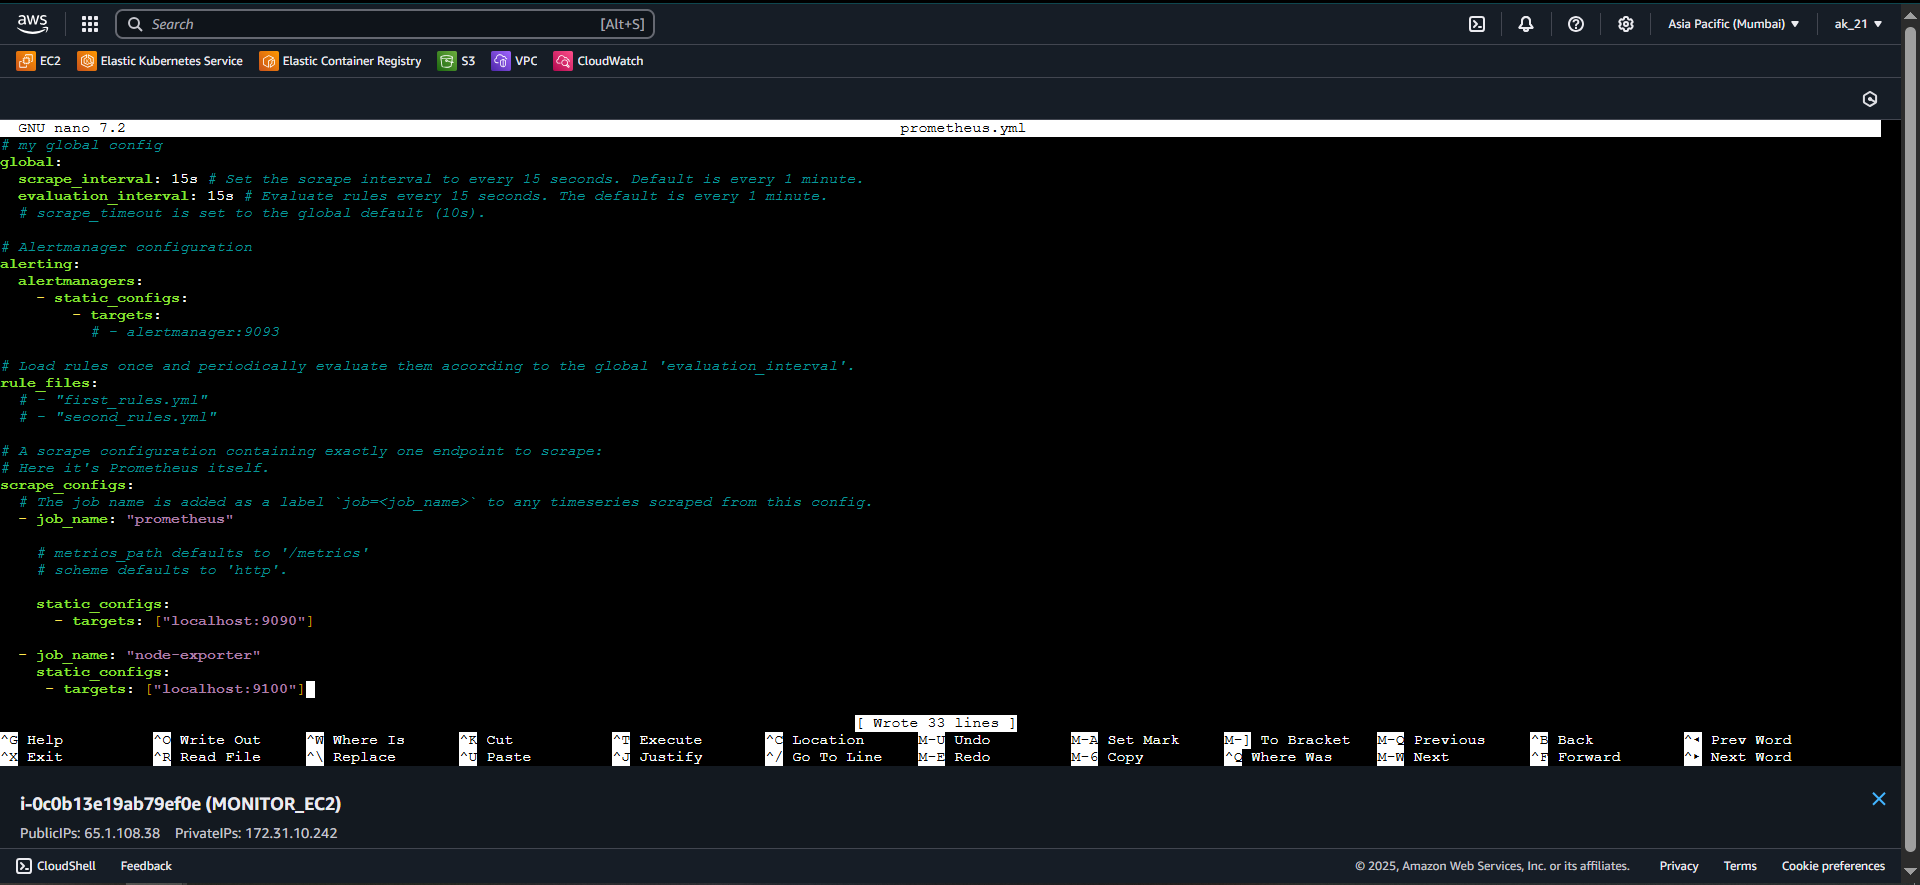 aws
Search [Alt+S]
Asia Pacific (Mumbai) ▼ ak_21 ▼
EC2 Elastic Kubernetes Service Elastic Container Registry S3 VPC CloudWatch
GNU nano 7.2 prometheus.yml
# my global config
global:
  scrape_interval: 15s # Set the scrape interval to every 15 seconds. Default is every 1 minute.
  evaluation_interval: 15s # Evaluate rules every 15 seconds. The default is every 1 minute.
  # scrape_timeout is set to the global default (10s).
# Alertmanager configuration
alerting:
  alertmanagers:
    - static_configs:
        - targets:
          # - alertmanager:9093
# Load rules once and periodically evaluate them according to the global 'evaluation_interval'.
rule_files:
  # - "first_rules.yml"
  # - "second_rules.yml"
# A scrape configuration containing exactly one endpoint to scrape:
# Here it's Prometheus itself.
scrape_configs:
  # The job name is added as a label `job=<job_name>` to any timeseries scraped from this config.
  - job_name: "prometheus"
    # metrics_path defaults to '/metrics'
    # scheme defaults to 'http'.
    static_configs:
      - targets: ["localhost:9090"]
  - job_name: "node-exporter"
    static_configs:
     - targets: ["localhost:9100"]
[ Wrote 33 lines ]
^G Help ^O Write Out ^W Where Is ^K Cut ^T Execute ^C Location M-U Undo M-A Set Mark M-] To Bracket M-Q Previous ^B Back ^◂ Prev Word
^X Exit ^R Read File ^\ Replace ^U Paste ^J Justify ^/ Go To Line M-E Redo M-6 Copy ^Q Where Was M-W Next ^F Forward ^▸ Next Word
i-0c0b13e19ab79ef0e (MONITOR_EC2)
PublicIPs: 65.1.108.38 PrivateIPs: 172.31.10.242
CloudShell Feedback © 2025, Amazon Web Services, Inc. or its affiliates. Privacy Terms Cookie preferences